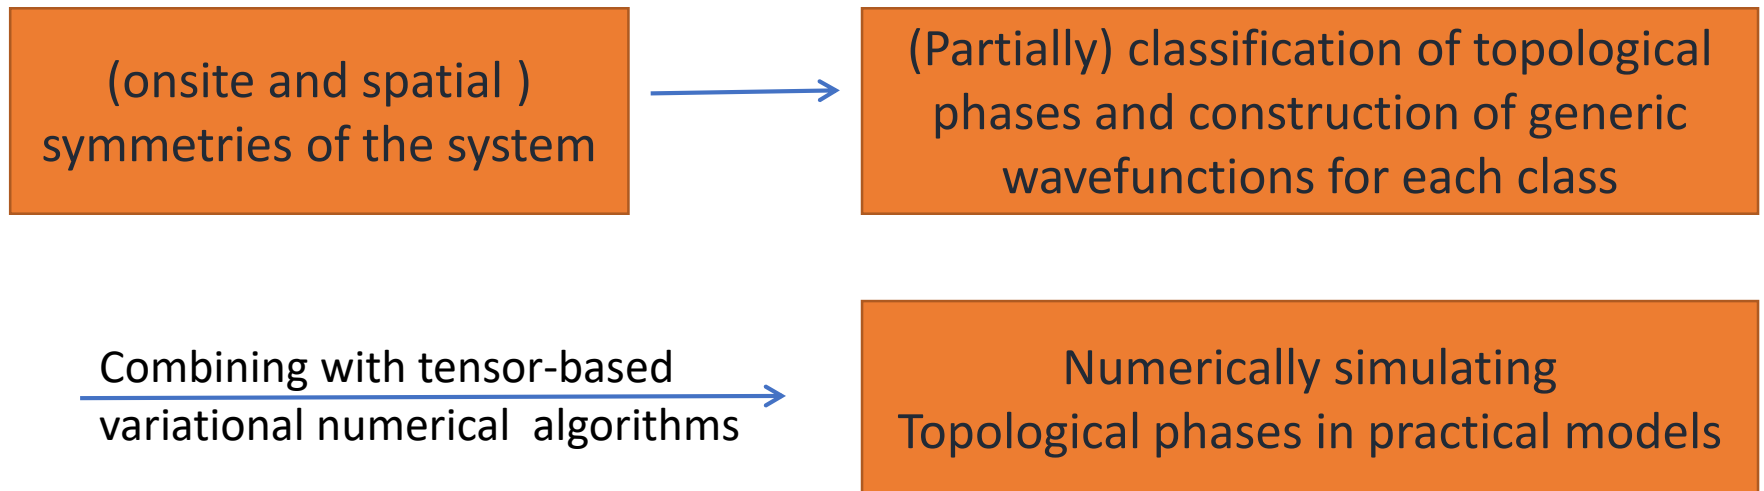 (onsite and spatial )
symmetries of the system
(Partially) classification of topological
phases and construction of generic
wavefunctions for each class
Combining with tensor-based
variational numerical  algorithms
Numerically simulating
Topological phases in practical models